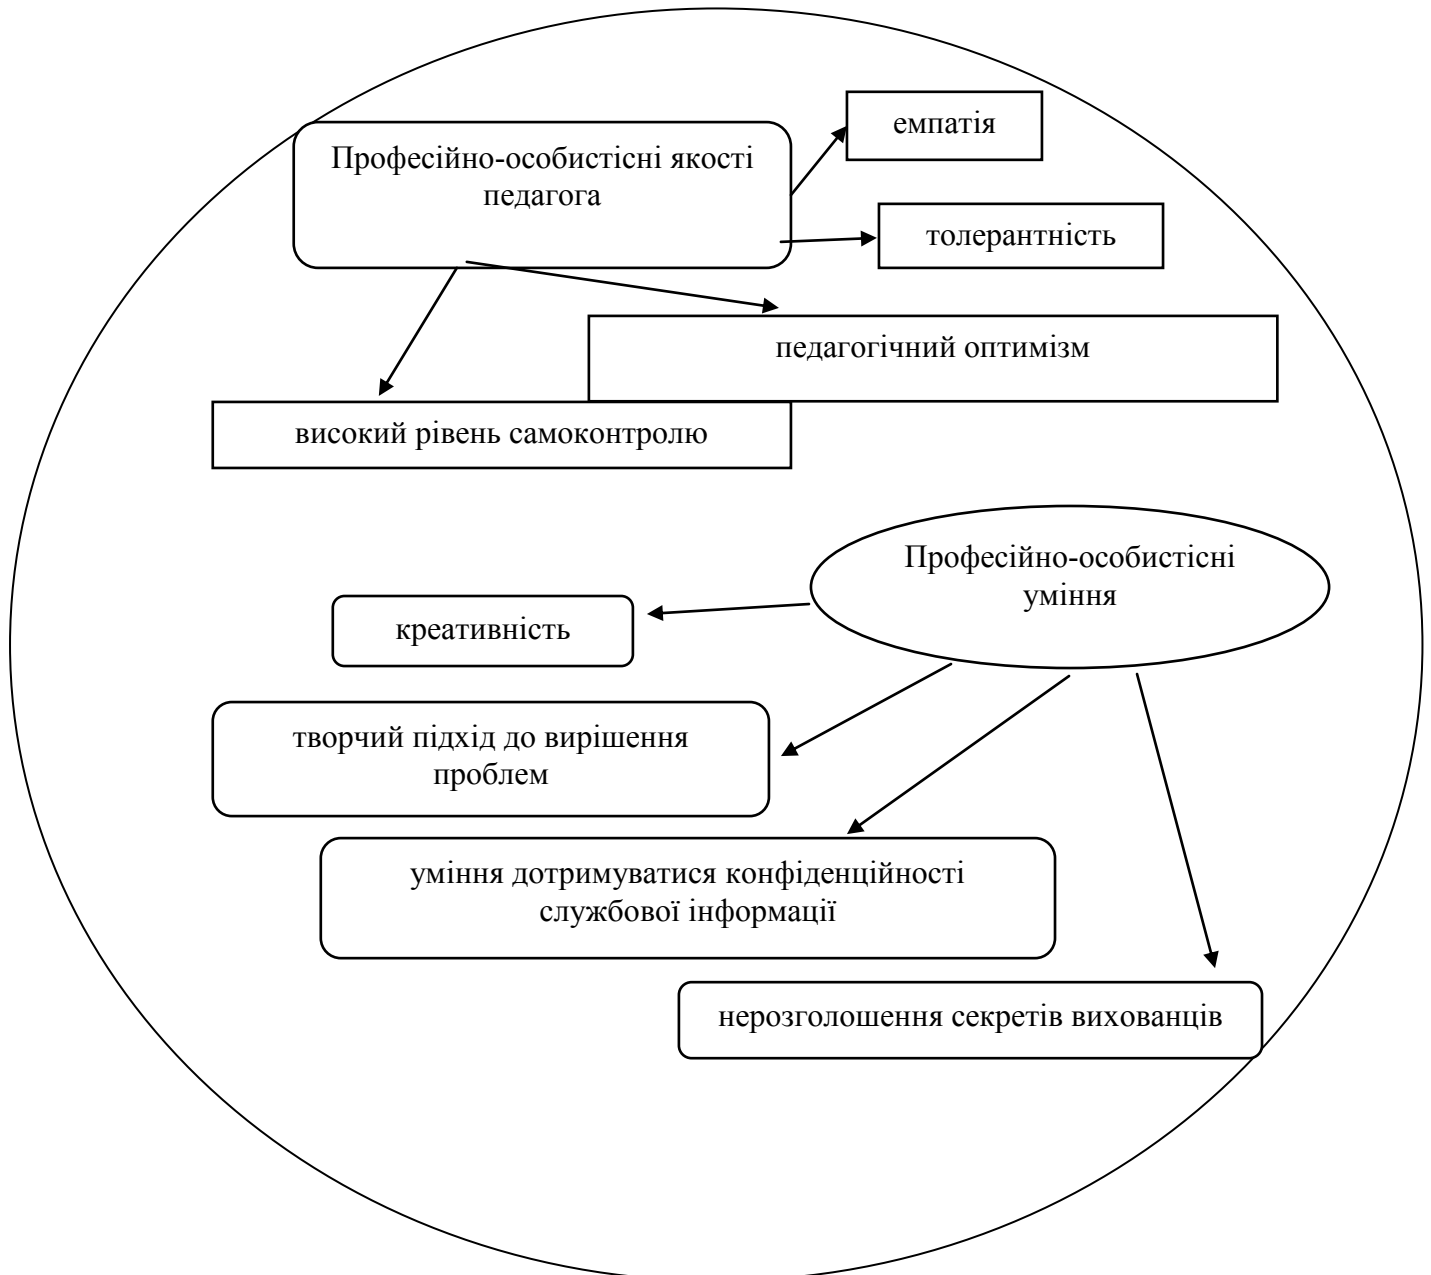 емпатія
Професійно-особистісні якості
педагога
толерантність
педагогічний оптимізм
високий рівень самоконтролю
Професійно-особистісні
уміння
креативність
творчий підхід до вирішення
проблем
уміння дотримуватися конфіденційності
службової інформації
нерозголошення секретів вихованців